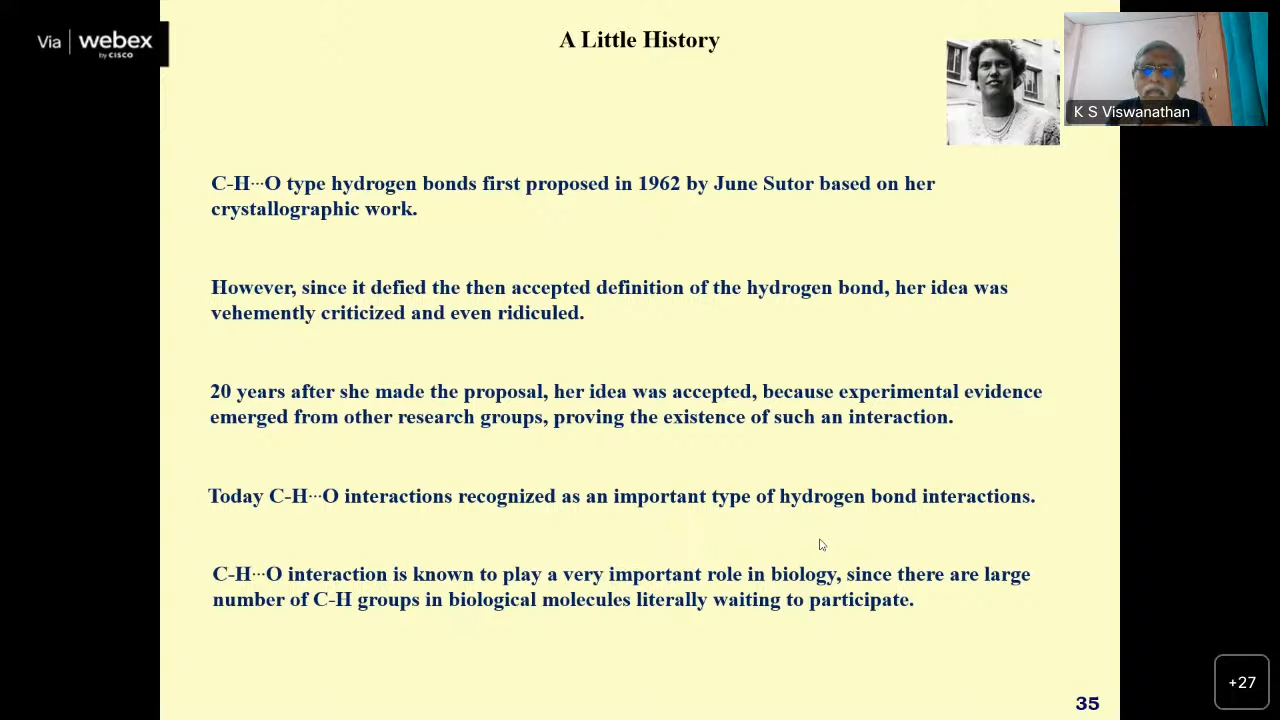 Via webex
by CISCO
A Little History
K S Viswanathan
C-H···O type hydrogen bonds first proposed in 1962 by June Sutor based on her
crystallographic work.
However, since it defied the then accepted definition of the hydrogen bond, her idea was
vehemently criticized and even ridiculed.
20 years after she made the proposal, her idea was accepted, because experimental evidence
emerged from other research groups, proving the existence of such an interaction.
Today C-H···O interactions recognized as an important type of hydrogen bond interactions.
C-H···O interaction is known to play a very important role in biology, since there are large
number of C-H groups in biological molecules literally waiting to participate.
+27
35